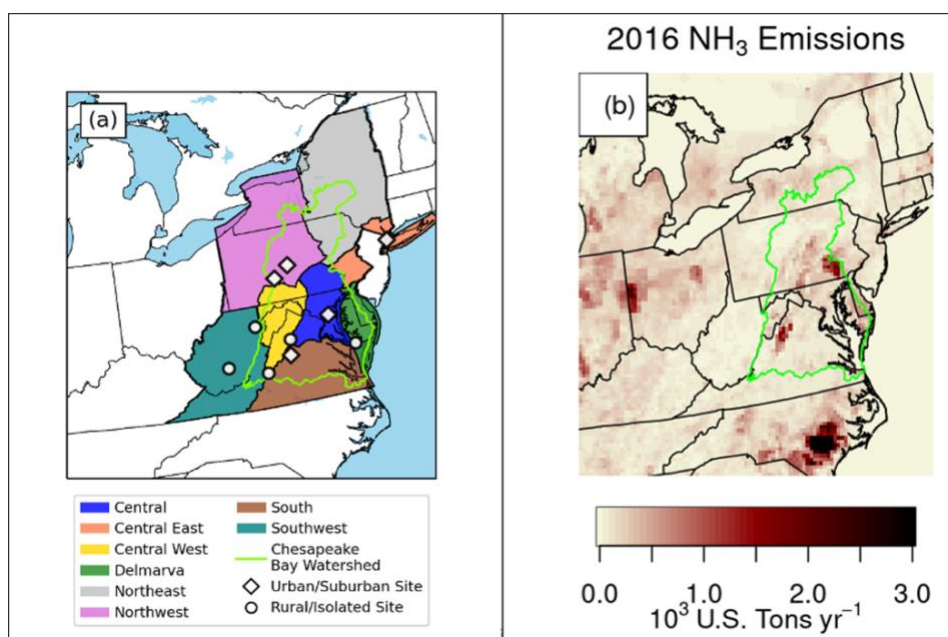 (a)
Central
Central East
Central West
Delmarva
Northeast
Northwest
South
Southwest
Chesapeake
Bay Watershed
Urban/Suburban Site
Rural/Isolated Site
2016 NH₃ Emissions
(b)
0.0 1.0 2.0 3.0
10³ U.S. Tons yr⁻¹